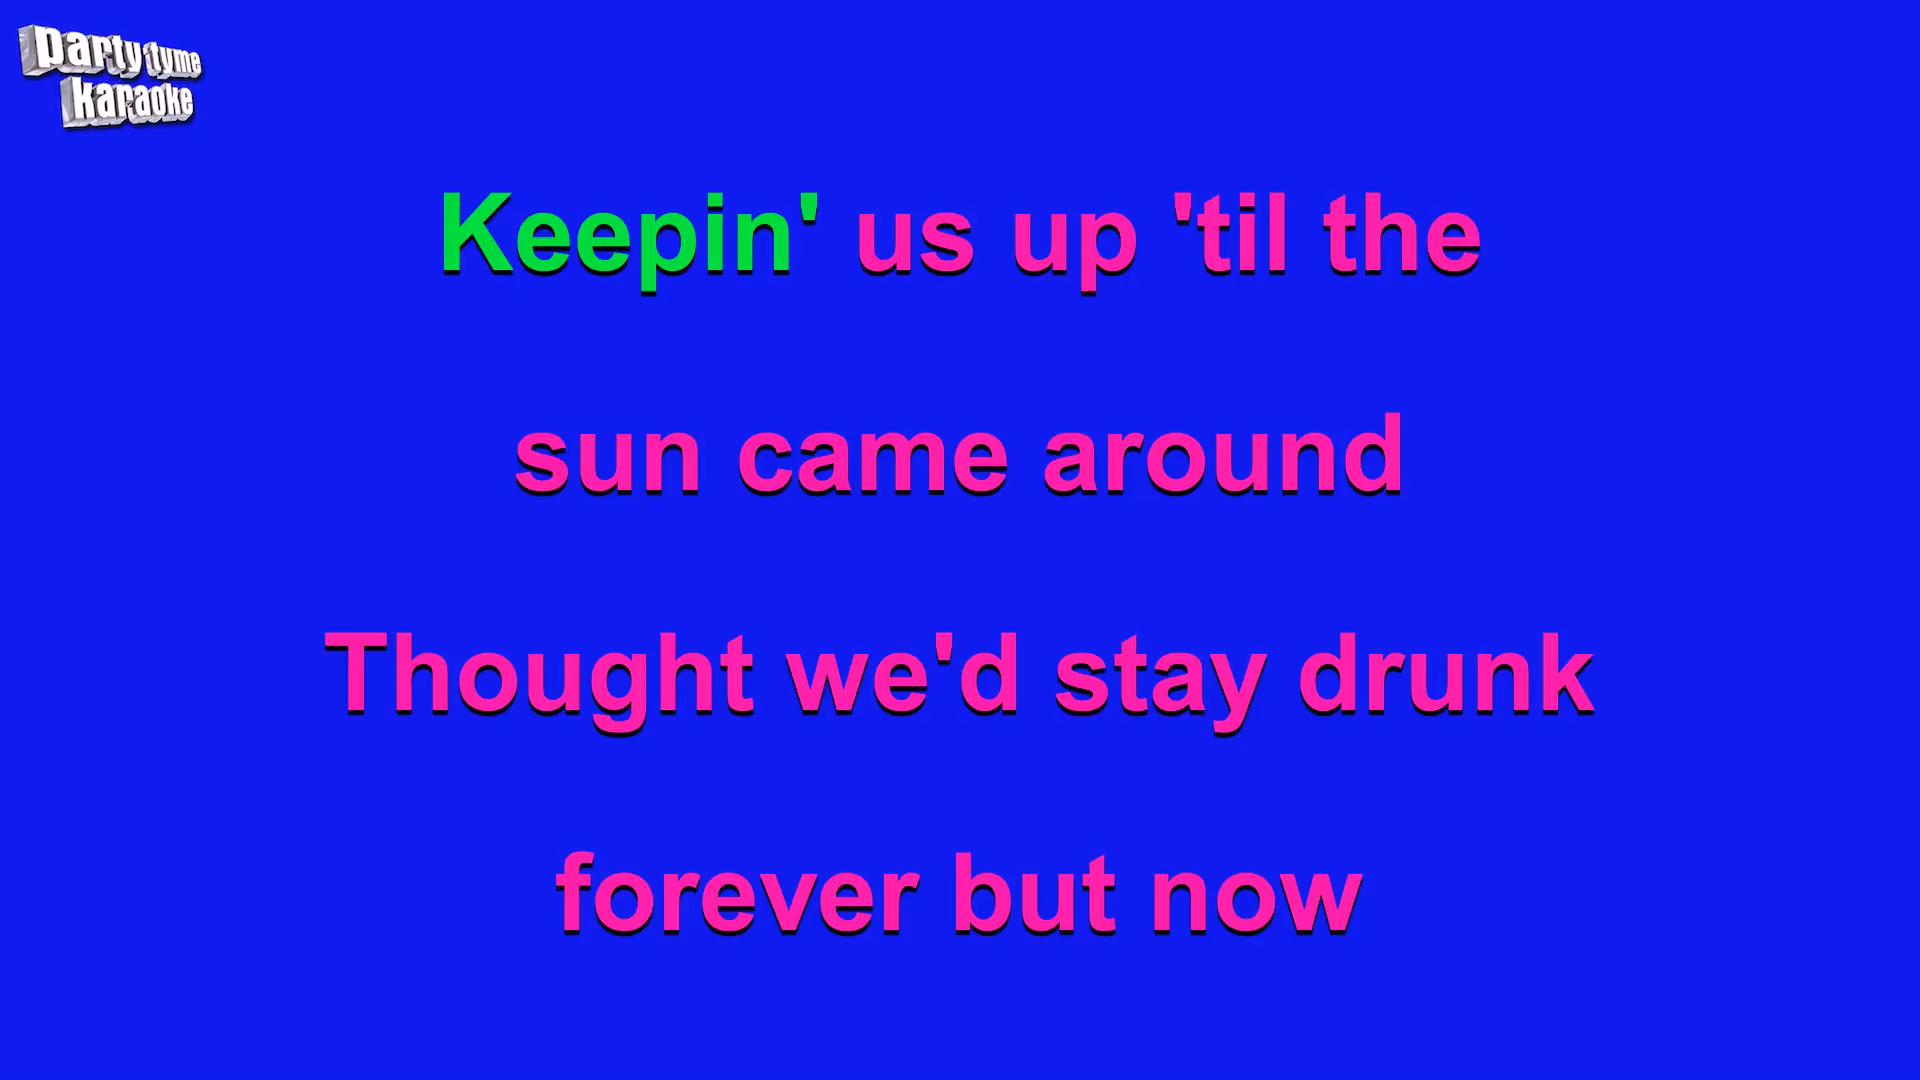 party tyme
karaoke
Keepin' us up 'til the
sun came around
Thought we'd stay drunk
forever but now